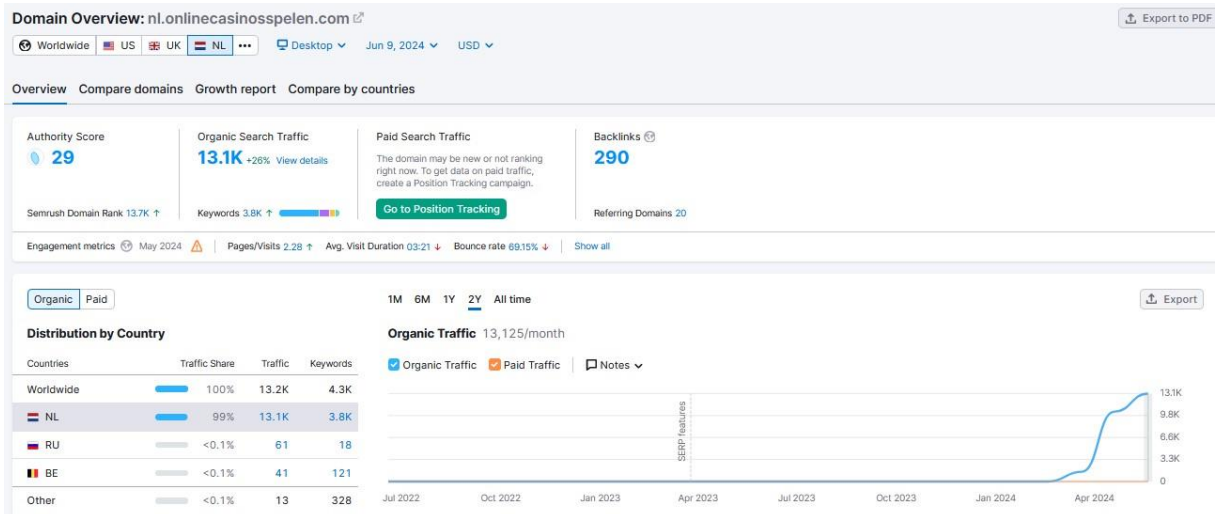 Domain Overview: nl.onlinecasinosspelen.com
Export to PDF
Worldwide US UK NL ••• Desktop Jun 9, 2024 USD
Overview Compare domains Growth report Compare by countries
Authority Score
29
Semrush Domain Rank 13.7K ↑
Organic Search Traffic
13.1K +26% View details
Keywords 3.8K ↑
Paid Search Traffic
The domain may be new or not ranking
right now. To get data on paid traffic,
create a Position Tracking campaign.
Go to Position Tracking
Backlinks
290
Referring Domains 20
Engagement metrics May 2024 Pages/Visits 2.28 ↑ Avg. Visit Duration 03:21 ↓ Bounce rate 69.15% ↓ Show all
Organic Paid
Distribution by Country
Countries Traffic Share Traffic Keywords
Worldwide 100% 13.2K 4.3K
NL 99% 13.1K 3.8K
RU <0.1% 61 18
BE <0.1% 41 121
Other <0.1% 13 328
1M 6M 1Y 2Y All time
Export
Organic Traffic 13,125/month
Organic Traffic Paid Traffic Notes
SERP features
13.1K
9.8K
6.6K
3.3K
0
Jul 2022 Oct 2022 Jan 2023 Apr 2023 Jul 2023 Oct 2023 Jan 2024 Apr 2024